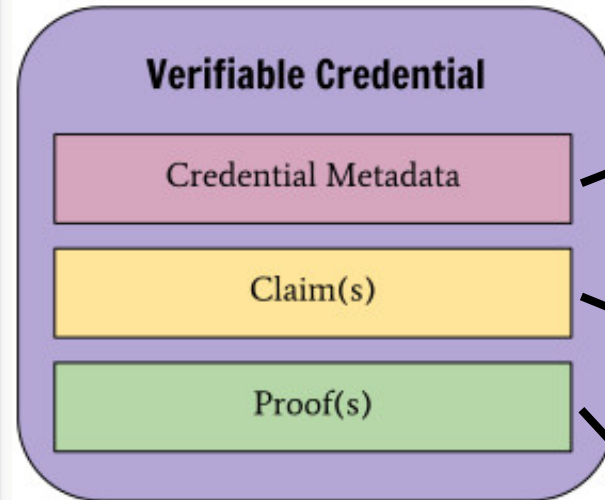 Verifiable Credential
Credential Metadata
Claim(s)
Proof(s)